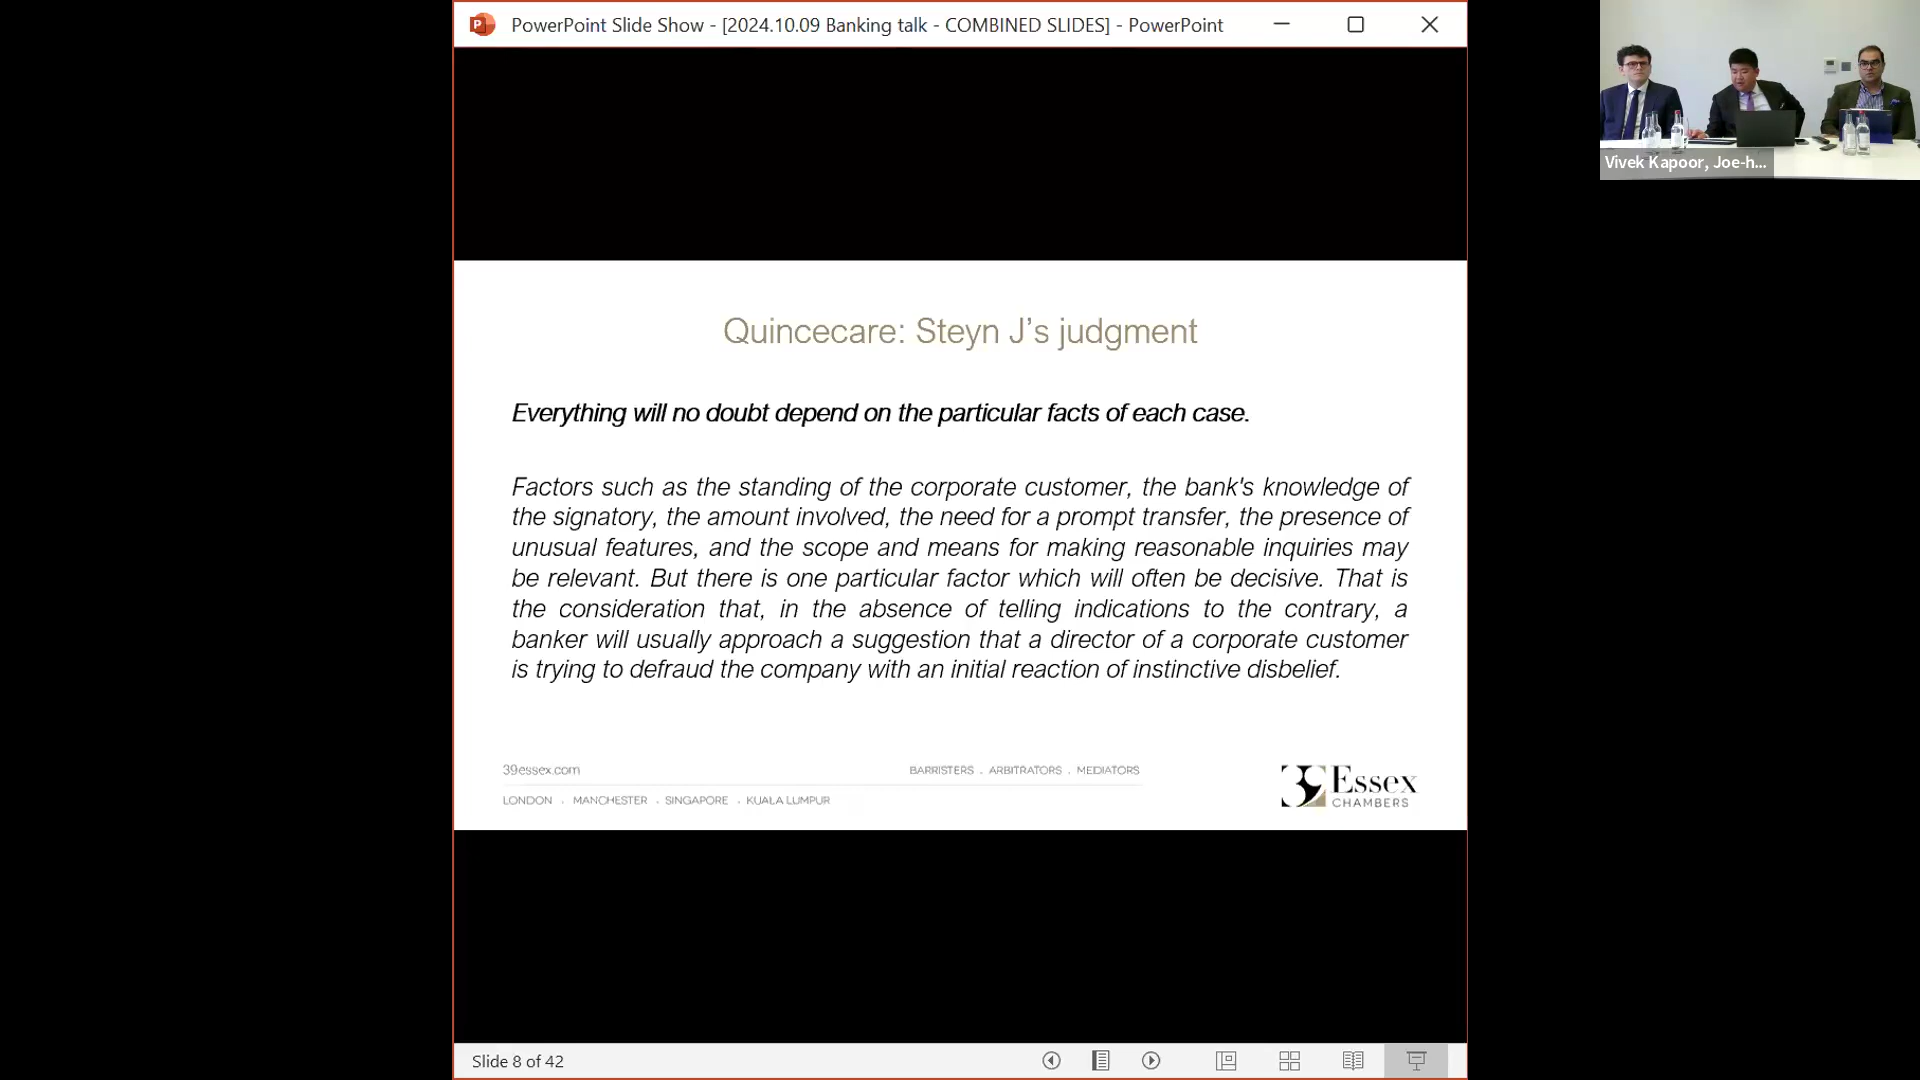 PowerPoint Slide Show - [2024.10.09 Banking talk - COMBINED SLIDES] - PowerPoint
Vivek Kapoor, Joe-h...
Quincecare: Steyn J’s judgment
Everything will no doubt depend on the particular facts of each case.
Factors such as the standing of the corporate customer, the bank's knowledge of
the signatory, the amount involved, the need for a prompt transfer, the presence of
unusual features, and the scope and means for making reasonable inquiries may
be relevant. But there is one particular factor which will often be decisive. That is
the consideration that, in the absence of telling indications to the contrary, a
banker will usually approach a suggestion that a director of a corporate customer
is trying to defraud the company with an initial reaction of instinctive disbelief.
39essex.com
BARRISTERS . ARBITRATORS . MEDIATORS
LONDON . MANCHESTER . SINGAPORE . KUALA LUMPUR
39 Essex
CHAMBERS
Slide 8 of 42